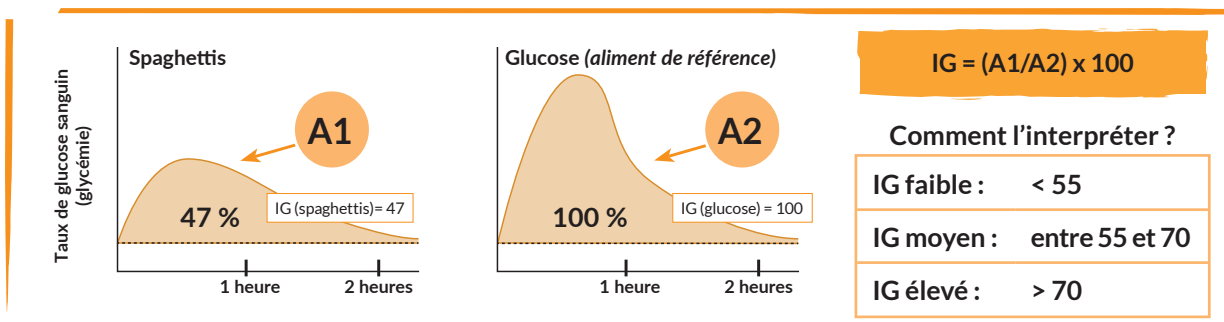 Taux de glucose sanguin
(glycémie)
Spaghettis
A1
47 %
IG (spaghettis)= 47
1 heure
2 heures
Glucose (aliment de référence)
A2
100 %
IG (glucose) = 100
1 heure
2 heures
IG = (A1/A2) x 100
Comment l’interpréter ?
IG faible : < 55
IG moyen : entre 55 et 70
IG élevé : > 70